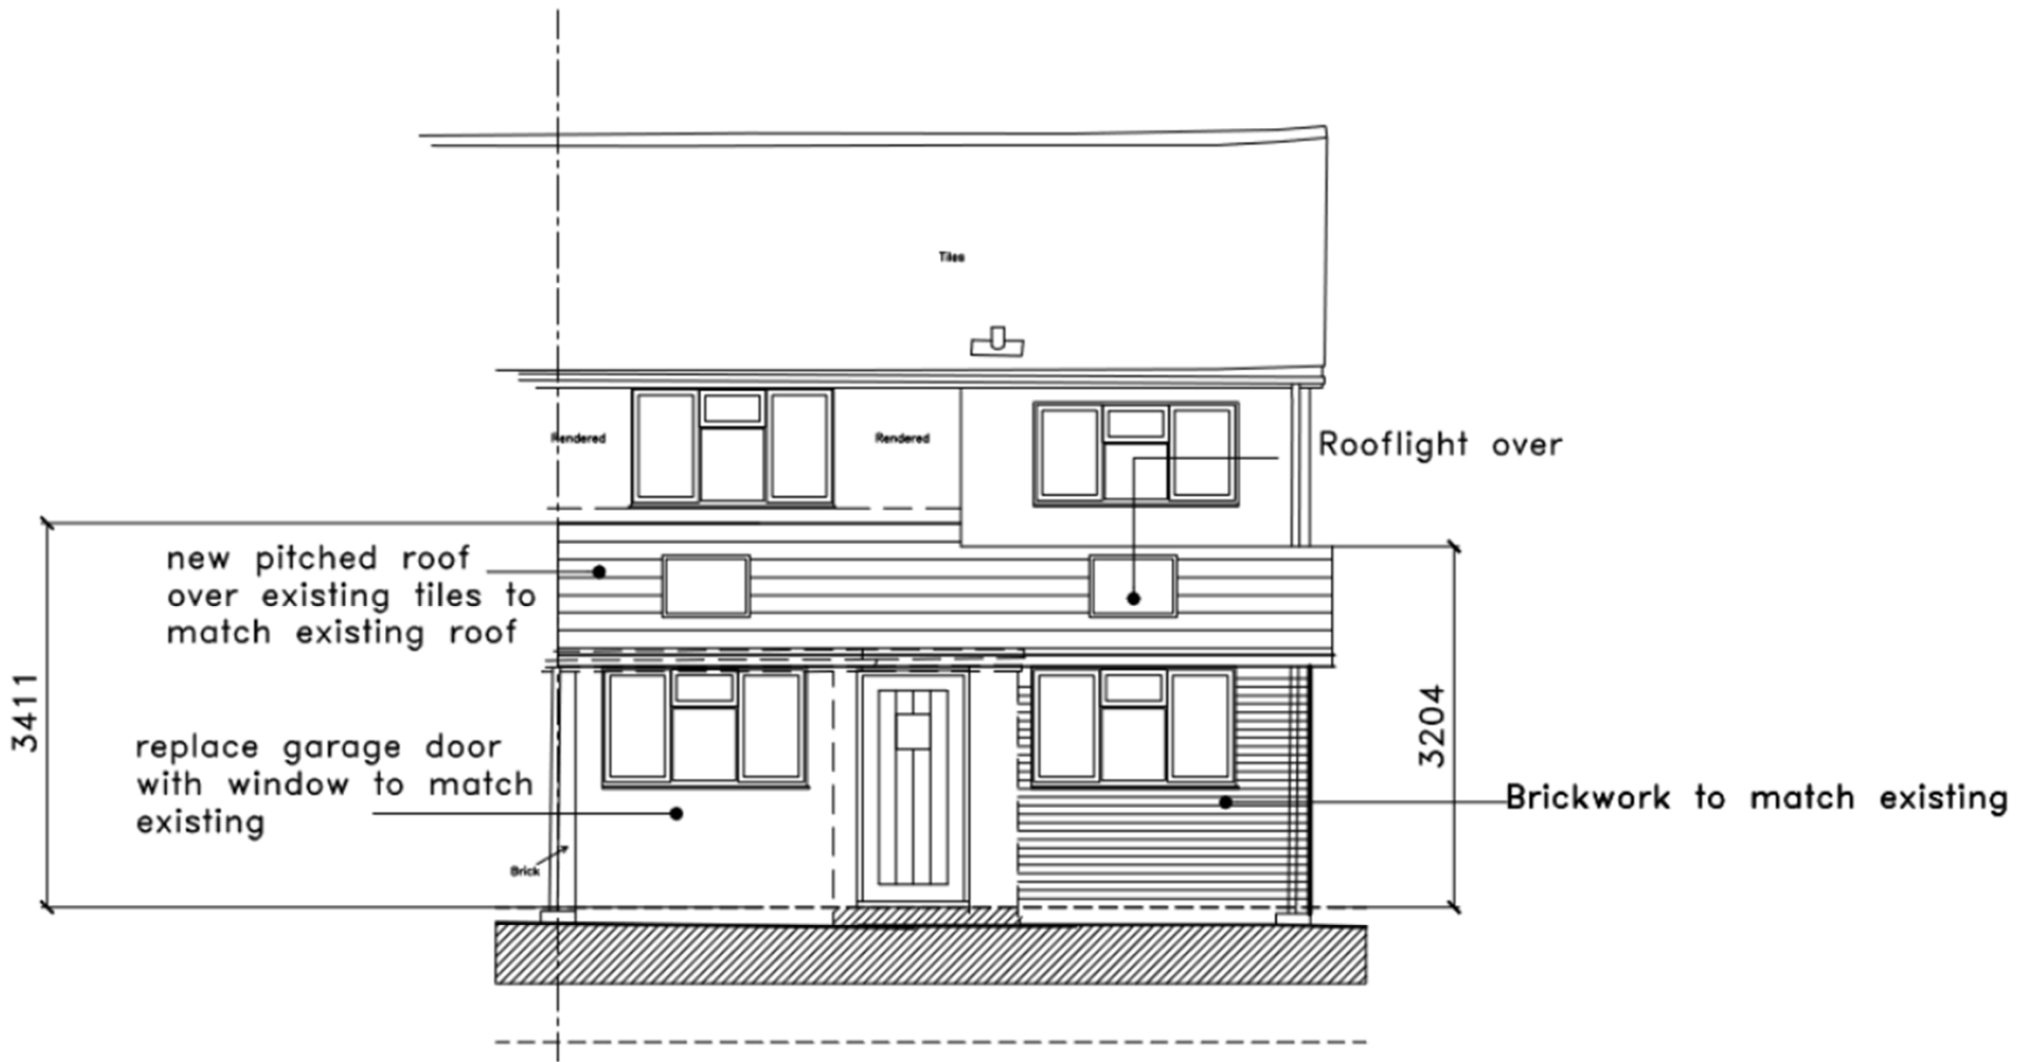 Tiles
Rendered
Rendered
Rooflight over
new pitched roof
over existing tiles to
match existing roof
3411
3204
replace garage door
with window to match
existing
Brickwork to match existing
Brick